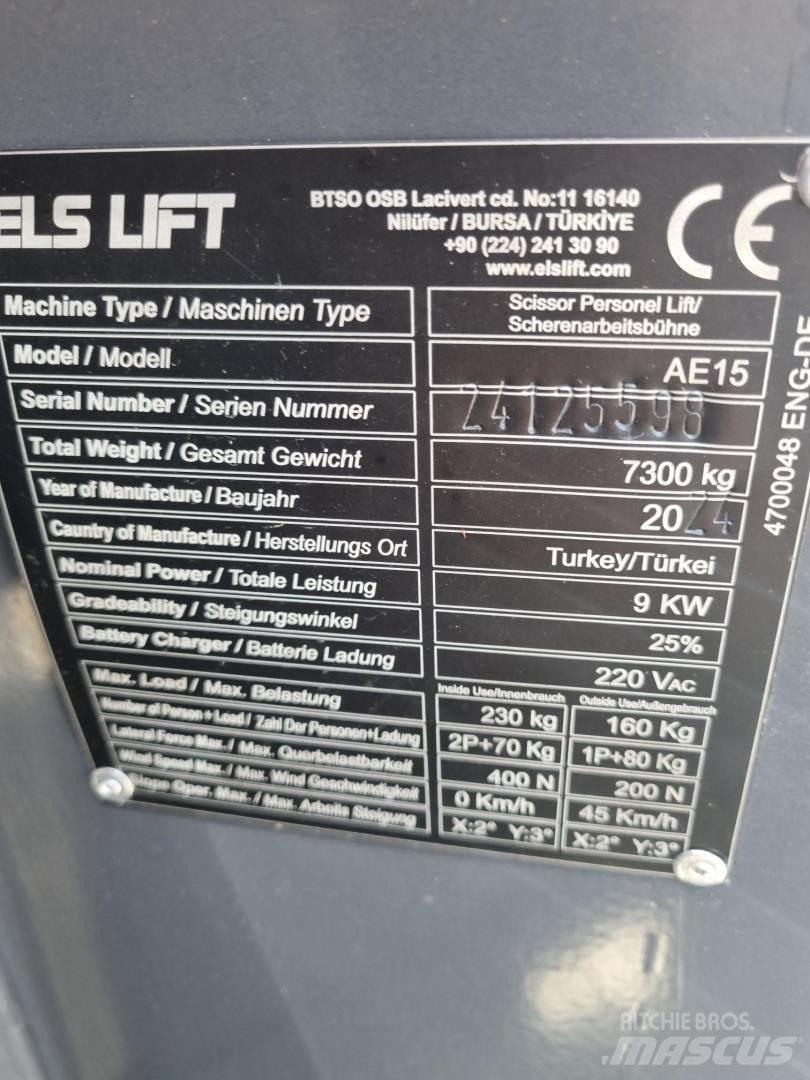 ELS LIFT
BTSO OSB Lacivert cd. No:11 16140
Nilüfer / BURSA / TÜRKİYE
+90 (224) 241 30 90
www.elslift.com
CE
Machine Type / Maschinen Type
Scissor Personel Lift/
Scherenarbeitsbühne
Model / Modell
AE15
Serial Number / Serien Nummer
24125598
Total Weight / Gesamt Gewicht
7300 kg
Year of Manufacture / Baujahr
2024
Cauntry of Manufacture / Herstellungs Ort
Turkey/Türkei
Nominal Power / Totale Leistung
9 KW
Gradeability / Steigungswinkel
25%
Battery Charger / Batterie Ladung
220 VAC
Inside Use/Innenbrauch Outside Use/Außengebrauch
Max. Load / Max. Belastung
230 kg 160 Kg
Number of Person+Load / Zahl Der Personen+Ladung
2P+70 Kg 1P+80 Kg
Lateral Force Max. / Max. Querbelastbarkeit
400 N 200 N
Wind Speed Max. / Max. Wind Geschwindigkeit
0 Km/h 45 Km/h
Slope Oper. Max. / Max. Arbeits Steigung
X:2° Y:3° X:2° Y:3°
4700048 ENG-DE
RITCHIE BROS.
MASCUS